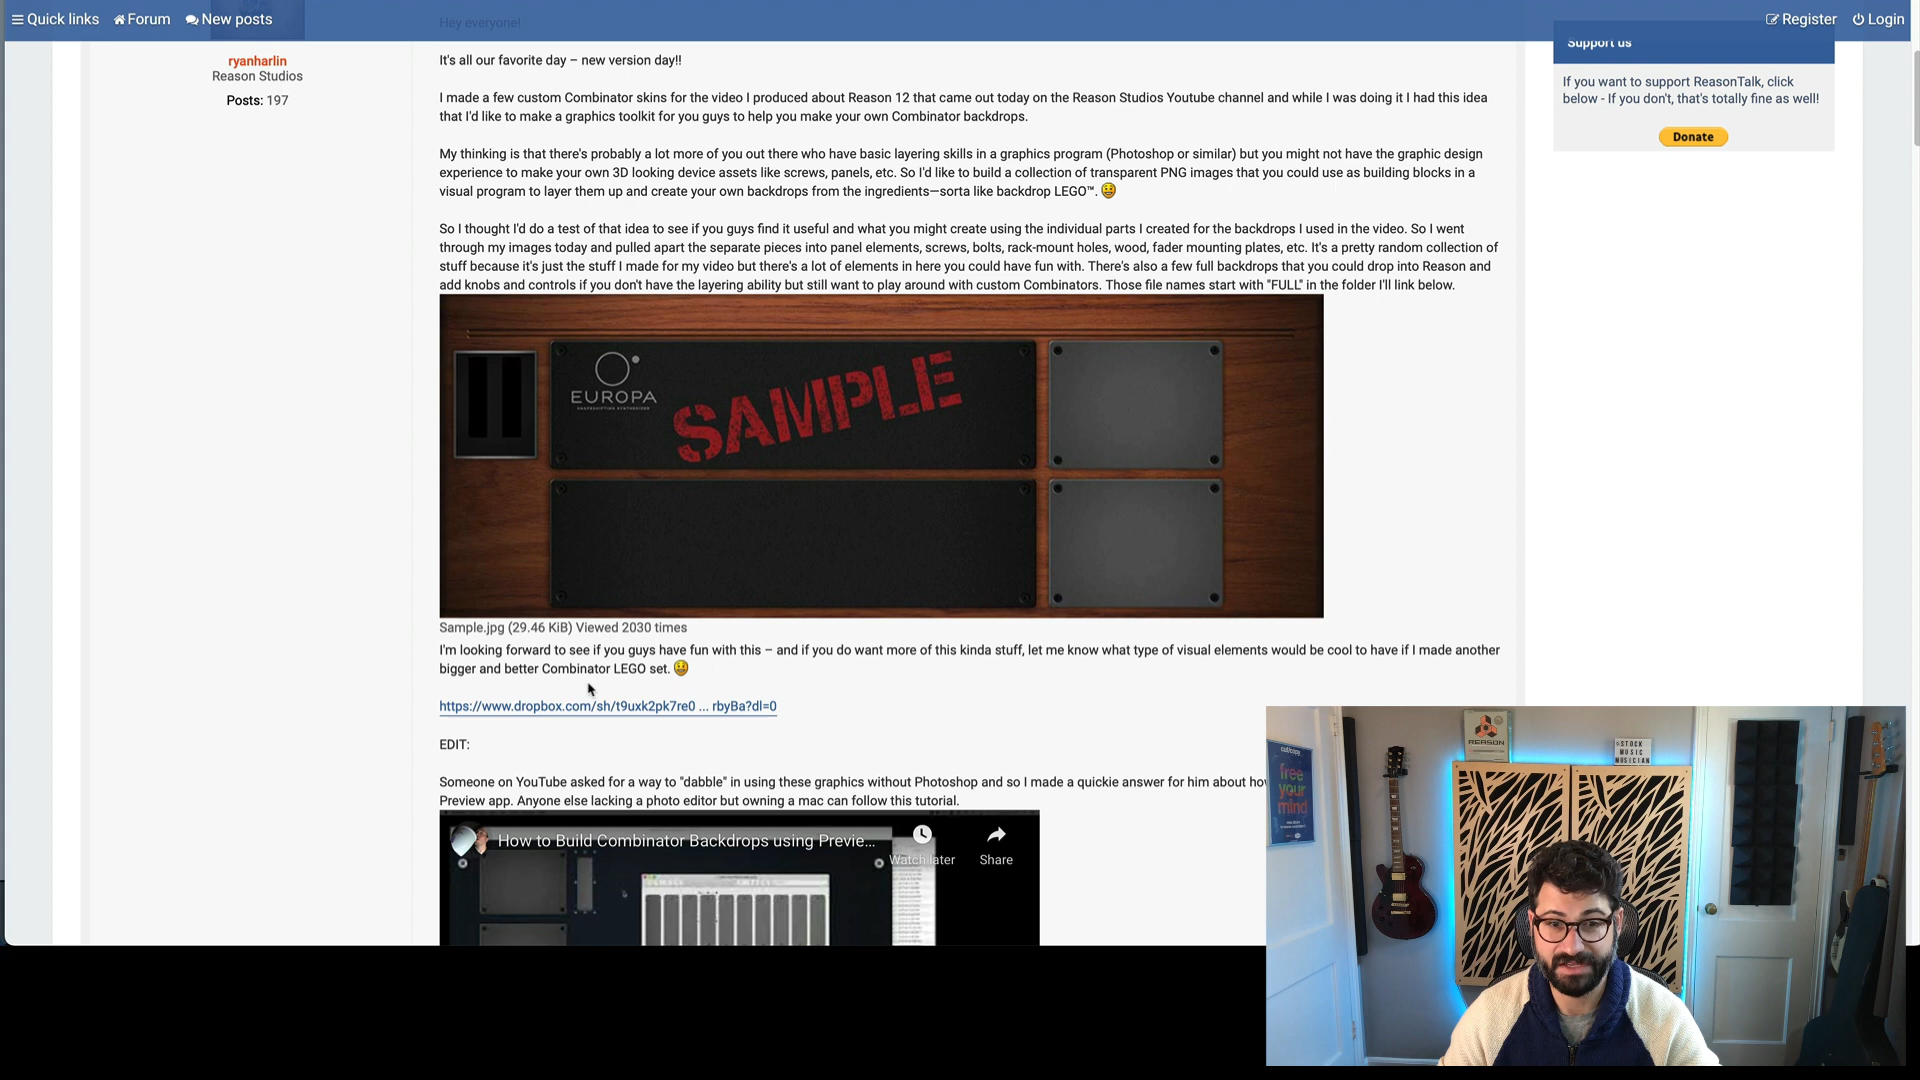 Quick links
Forum
New posts
Register
Login
Hey everyone!
ryanharlin
Reason Studios
Posts: 197
It's all our favorite day – new version day!!
I made a few custom Combinator skins for the video I produced about Reason 12 that came out today on the Reason Studios Youtube channel and while I was doing it I had this idea
that I'd like to make a graphics toolkit for you guys to help you make your own Combinator backdrops.
My thinking is that there's probably a lot more of you out there who have basic layering skills in a graphics program (Photoshop or similar) but you might not have the graphic design
experience to make your own 3D looking device assets like screws, panels, etc. So I'd like to build a collection of transparent PNG images that you could use as building blocks in a
visual program to layer them up and create your own backdrops from the ingredients—sorta like backdrop LEGO™.
So I thought I'd do a test of that idea to see if you guys find it useful and what you might create using the individual parts I created for the backdrops I used in the video. So I went
through my images today and pulled apart the separate pieces into panel elements, screws, bolts, rack-mount holes, wood, fader mounting plates, etc. It's a pretty random collection of
stuff because it's just the stuff I made for my video but there's a lot of elements in here you could have fun with. There's also a few full backdrops that you could drop into Reason and
add knobs and controls if you don't have the layering ability but still want to play around with custom Combinators. Those file names start with "FULL" in the folder I'll link below.
EUROPA
SHAPESHIFTING SYNTHESIZER
SAMPLE
Sample.jpg (29.46 KiB) Viewed 2030 times
I'm looking forward to see if you guys have fun with this – and if you do want more of this kinda stuff, let me know what type of visual elements would be cool to have if I made another
bigger and better Combinator LEGO set.
https://www.dropbox.com/sh/t9uxk2pk7re0 ... rbyBa?dl=0
EDIT:
Someone on YouTube asked for a way to "dabble" in using these graphics without Photoshop and so I made a quickie answer for him about ho
Preview app. Anyone else lacking a photo editor but owning a mac can follow this tutorial.
How to Build Combinator Backdrops using Previe...
Watch later
Share
Support us
If you want to support ReasonTalk, click
below - If you don't, that's totally fine as well!
Donate
cut/copy
free
your
mind
REASON
STOCK
MUSIC
MUSICIAN